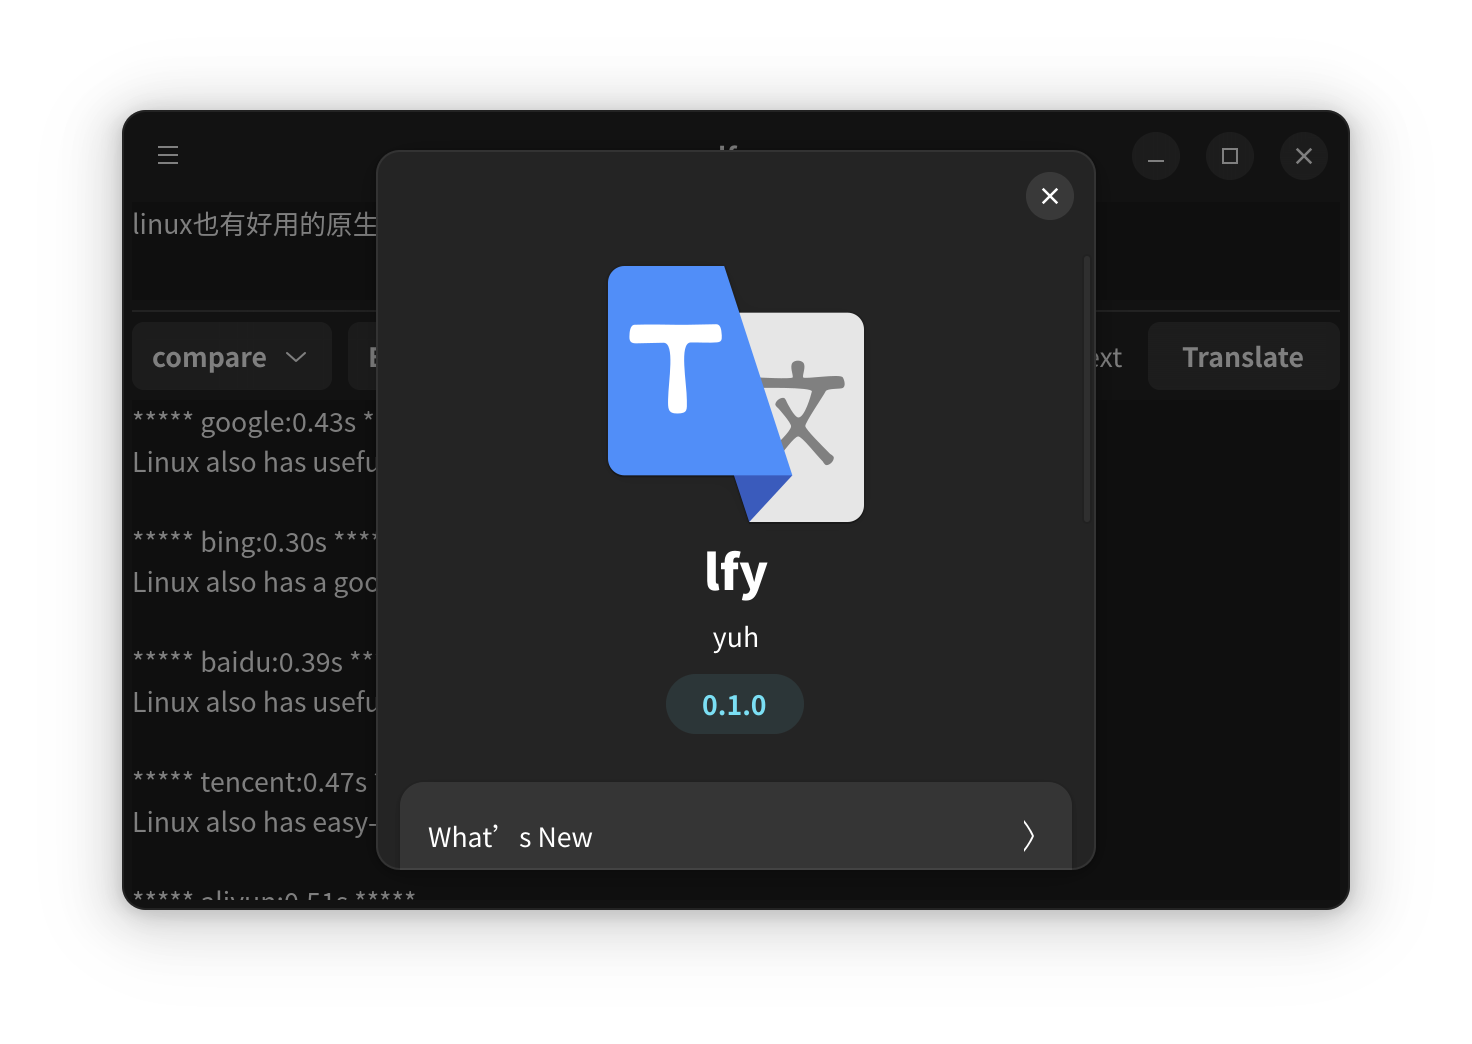 linux也有好用的原生
compare
ext
Translate
***** google:0.43s *
Linux also has usefu
***** bing:0.30s ****
Linux also has a goo
***** baidu:0.39s **
Linux also has usefu
***** tencent:0.47s
Linux also has easy-
***** aliyun:0.51s *****
T
文
lfy
yuh
0.1.0
What’s New